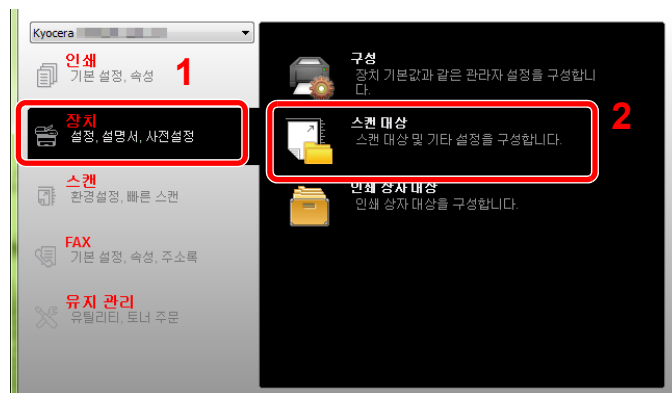 Kyocera
인쇄
기본 설정, 속성
1
장치
설정, 설명서, 사전설정
스캔
환경설정, 빠른 스캔
FAX
기본 설정, 속성, 주소록
유지 관리
유틸리티, 토너 주문
구성
장치 기본값과 같은 관라자 설정을 구성합니
다.
스캔 대상
스캔 대상 및 기타 설정을 구성합니다.
2
인쇄 상자 대상
인쇄 상자 대상을 구성합니다.